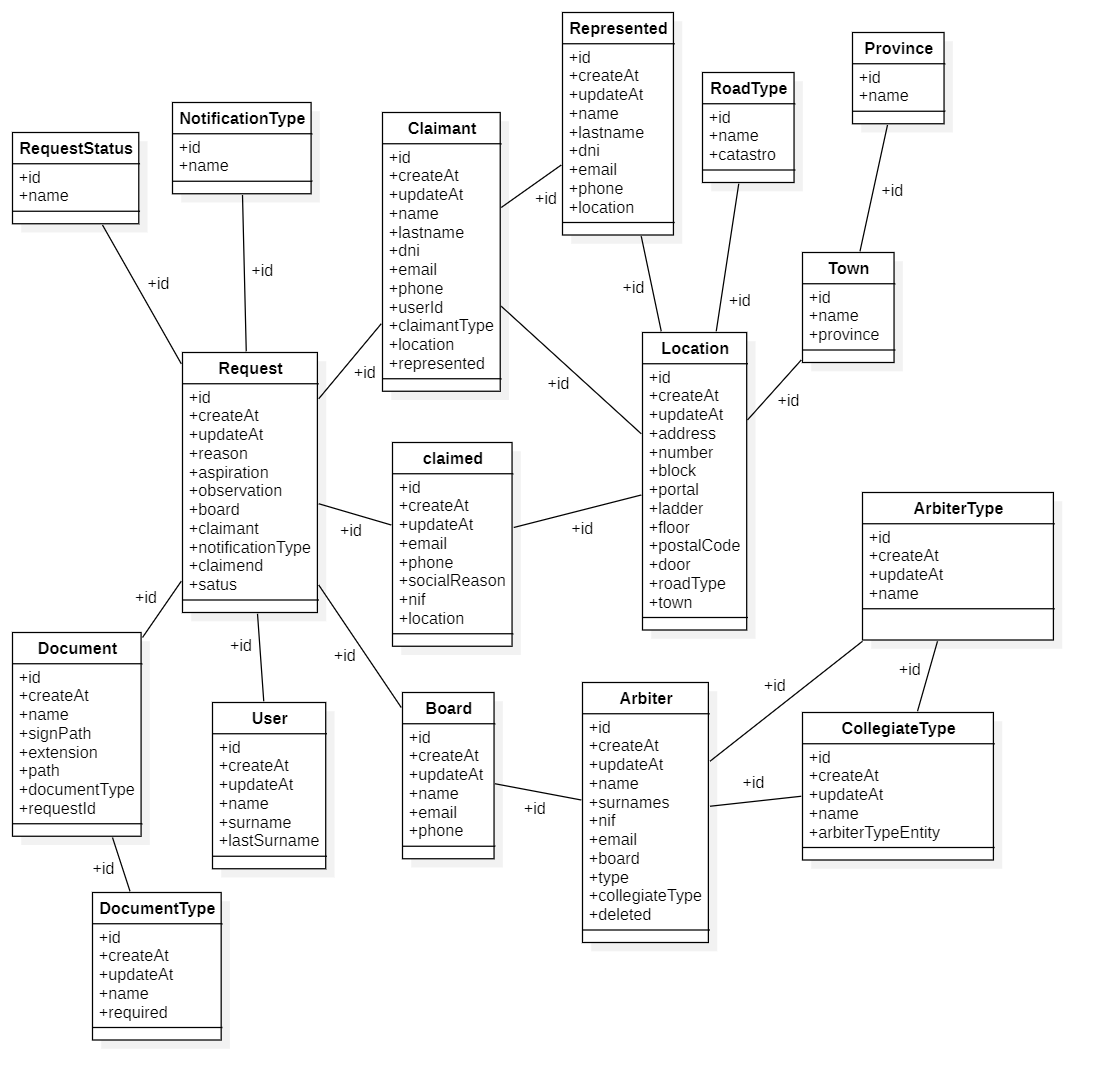 Represented
+id
+createAt
+updateAt
+name
+lastname
+dni
+email
+phone
+location
Province
+id
+name
RoadType
+id
+name
+catastro
NotificationType
+id
+name
Claimant
+id
+createAt
+updateAt
+name
+lastname
+dni
+email
+phone
+userId
+claimantType
+location
+represented
RequestStatus
+id
+name
+id
+id
+id
+id
+id
+id
+id
+id
+id
Town
+id
+name
+province
Location
+id
+createAt
+updateAt
+address
+number
+block
+portal
+ladder
+floor
+postalCode
+door
+roadType
+town
Request
+id
+createAt
+updateAt
+reason
+aspiration
+observation
+board
+claimant
+notificationType
+claimend
+satus
claimed
+id
+createAt
+updateAt
+email
+phone
+socialReason
+nif
+location
+id
+id
+id
+id
+id
ArbiterType
+id
+createAt
+updateAt
+name
Document
+id
+createAt
+name
+signPath
+extension
+path
+documentType
+requestId
User
+id
+createAt
+updateAt
+name
+surname
+lastSurname
Board
+id
+createAt
+updateAt
+name
+email
+phone
Arbiter
+id
+createAt
+updateAt
+name
+surnames
+nif
+email
+board
+type
+collegiateType
+deleted
+id
+id
+id
+id
+id
CollegiateType
+id
+createAt
+updateAt
+name
+arbiterTypeEntity
DocumentType
+id
+createAt
+updateAt
+name
+required